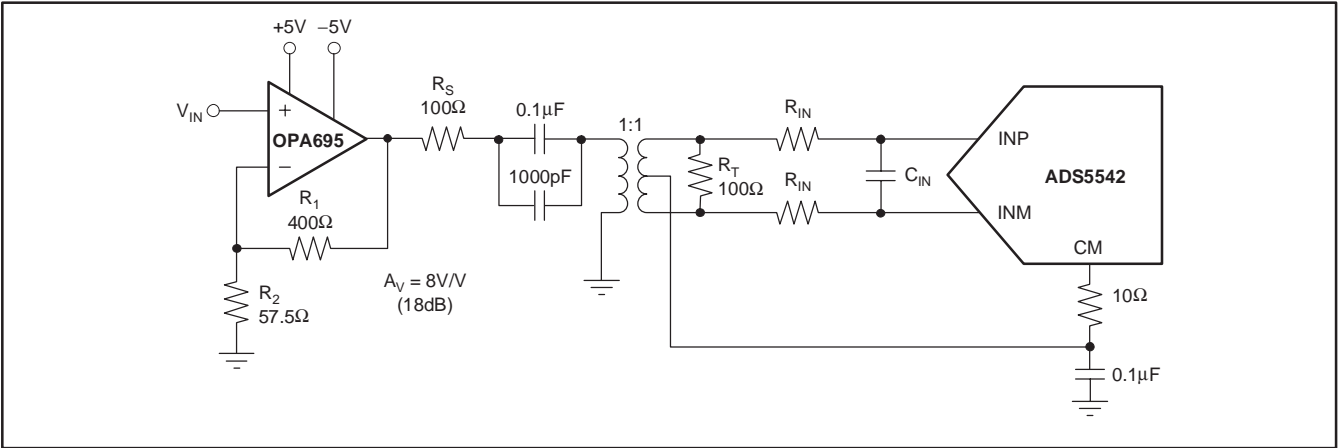 +5V
−5V
V_IN
+
OPA695
−
R_S
100Ω
0.1μF
1000pF
1:1
R_1
400Ω
R_2
57.5Ω
A_V = 8V/V
(18dB)
R_T
100Ω
R_IN
R_IN
C_IN
INP
INM
ADS5542
CM
10Ω
0.1μF